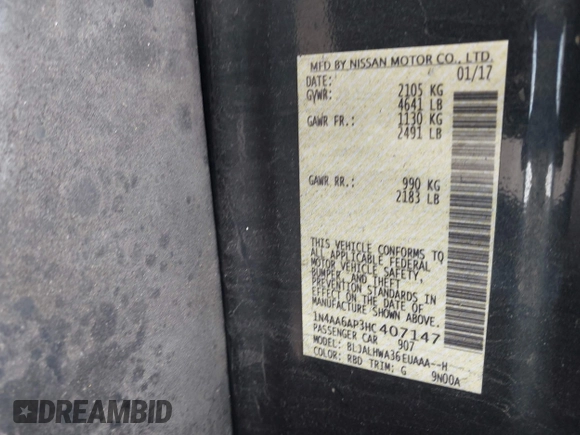 MFD BY NISSAN MOTOR CO., LTD.
DATE: 01/17
GVWR: 2105 KG
4641 LB
GAWR FR.: 1130 KG
2491 LB
GAWR RR.: 990 KG
2183 LB
THIS VEHICLE CONFORMS TO
ALL APPLICABLE FEDERAL
MOTOR VEHICLE SAFETY,
BUMPER, AND THEFT
PREVENTION STANDARDS IN
EFFECT ON THE DATE OF
MANUFACTURE SHOWN ABOVE.
1N4AA6AP3HC407147
PASSENGER CAR 907
MODEL: BLJALHWA36EUAAA--H
COLOR: RBD TRIM: G 9N00A
DREAMBID